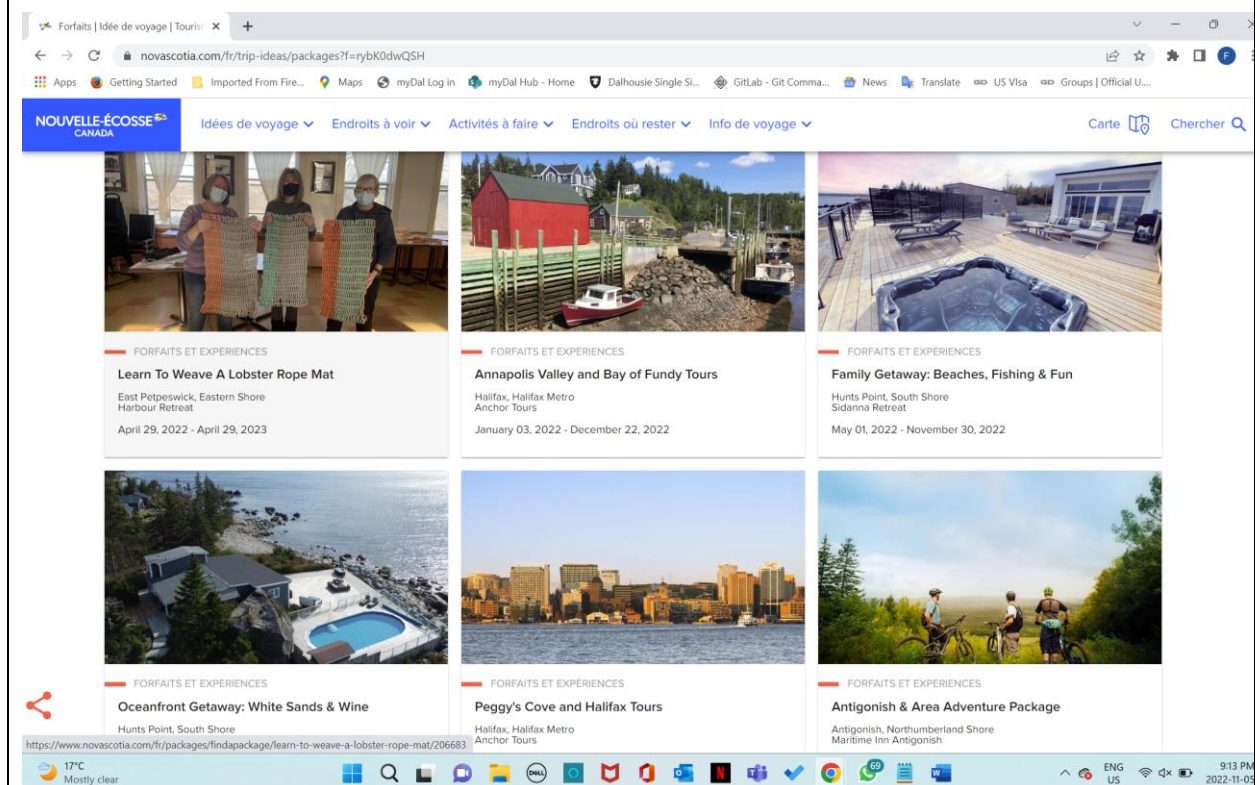 Forfaits | Idée de voyage | Touris
novascotia.com/fr/trip-ideas/packages?f=rybK0dwQSH
Apps Getting Started Imported From Fire... Maps myDal Log in myDal Hub - Home Dalhousie Single Si... GitLab - Git Comma... News Translate US VIsa Groups | Official U....
NOUVELLE-ÉCOSSE
CANADA
Idées de voyage Endroits à voir Activités à faire Endroits où rester Info de voyage Carte Chercher
FORFAITS ET EXPÉRIENCES
Learn To Weave A Lobster Rope Mat
East Petpeswick, Eastern Shore
Harbour Retreat
April 29, 2022 - April 29, 2023
FORFAITS ET EXPÉRIENCES
Annapolis Valley and Bay of Fundy Tours
Halifax, Halifax Metro
Anchor Tours
January 03, 2022 - December 22, 2022
FORFAITS ET EXPÉRIENCES
Family Getaway: Beaches, Fishing & Fun
Hunts Point, South Shore
Sidanna Retreat
May 01, 2022 - November 30, 2022
FORFAITS ET EXPÉRIENCES
Oceanfront Getaway: White Sands & Wine
Hunts Point, South Shore
FORFAITS ET EXPÉRIENCES
Peggy's Cove and Halifax Tours
Halifax, Halifax Metro
Anchor Tours
FORFAITS ET EXPÉRIENCES
Antigonish & Area Adventure Package
Antigonish, Northumberland Shore
Maritime Inn Antigonish
https://www.novascotia.com/fr/packages/findapackage/learn-to-weave-a-lobster-rope-mat/206683
17°C
Mostly clear
DELL
69
ENG
US
9:13 PM
2022-11-05